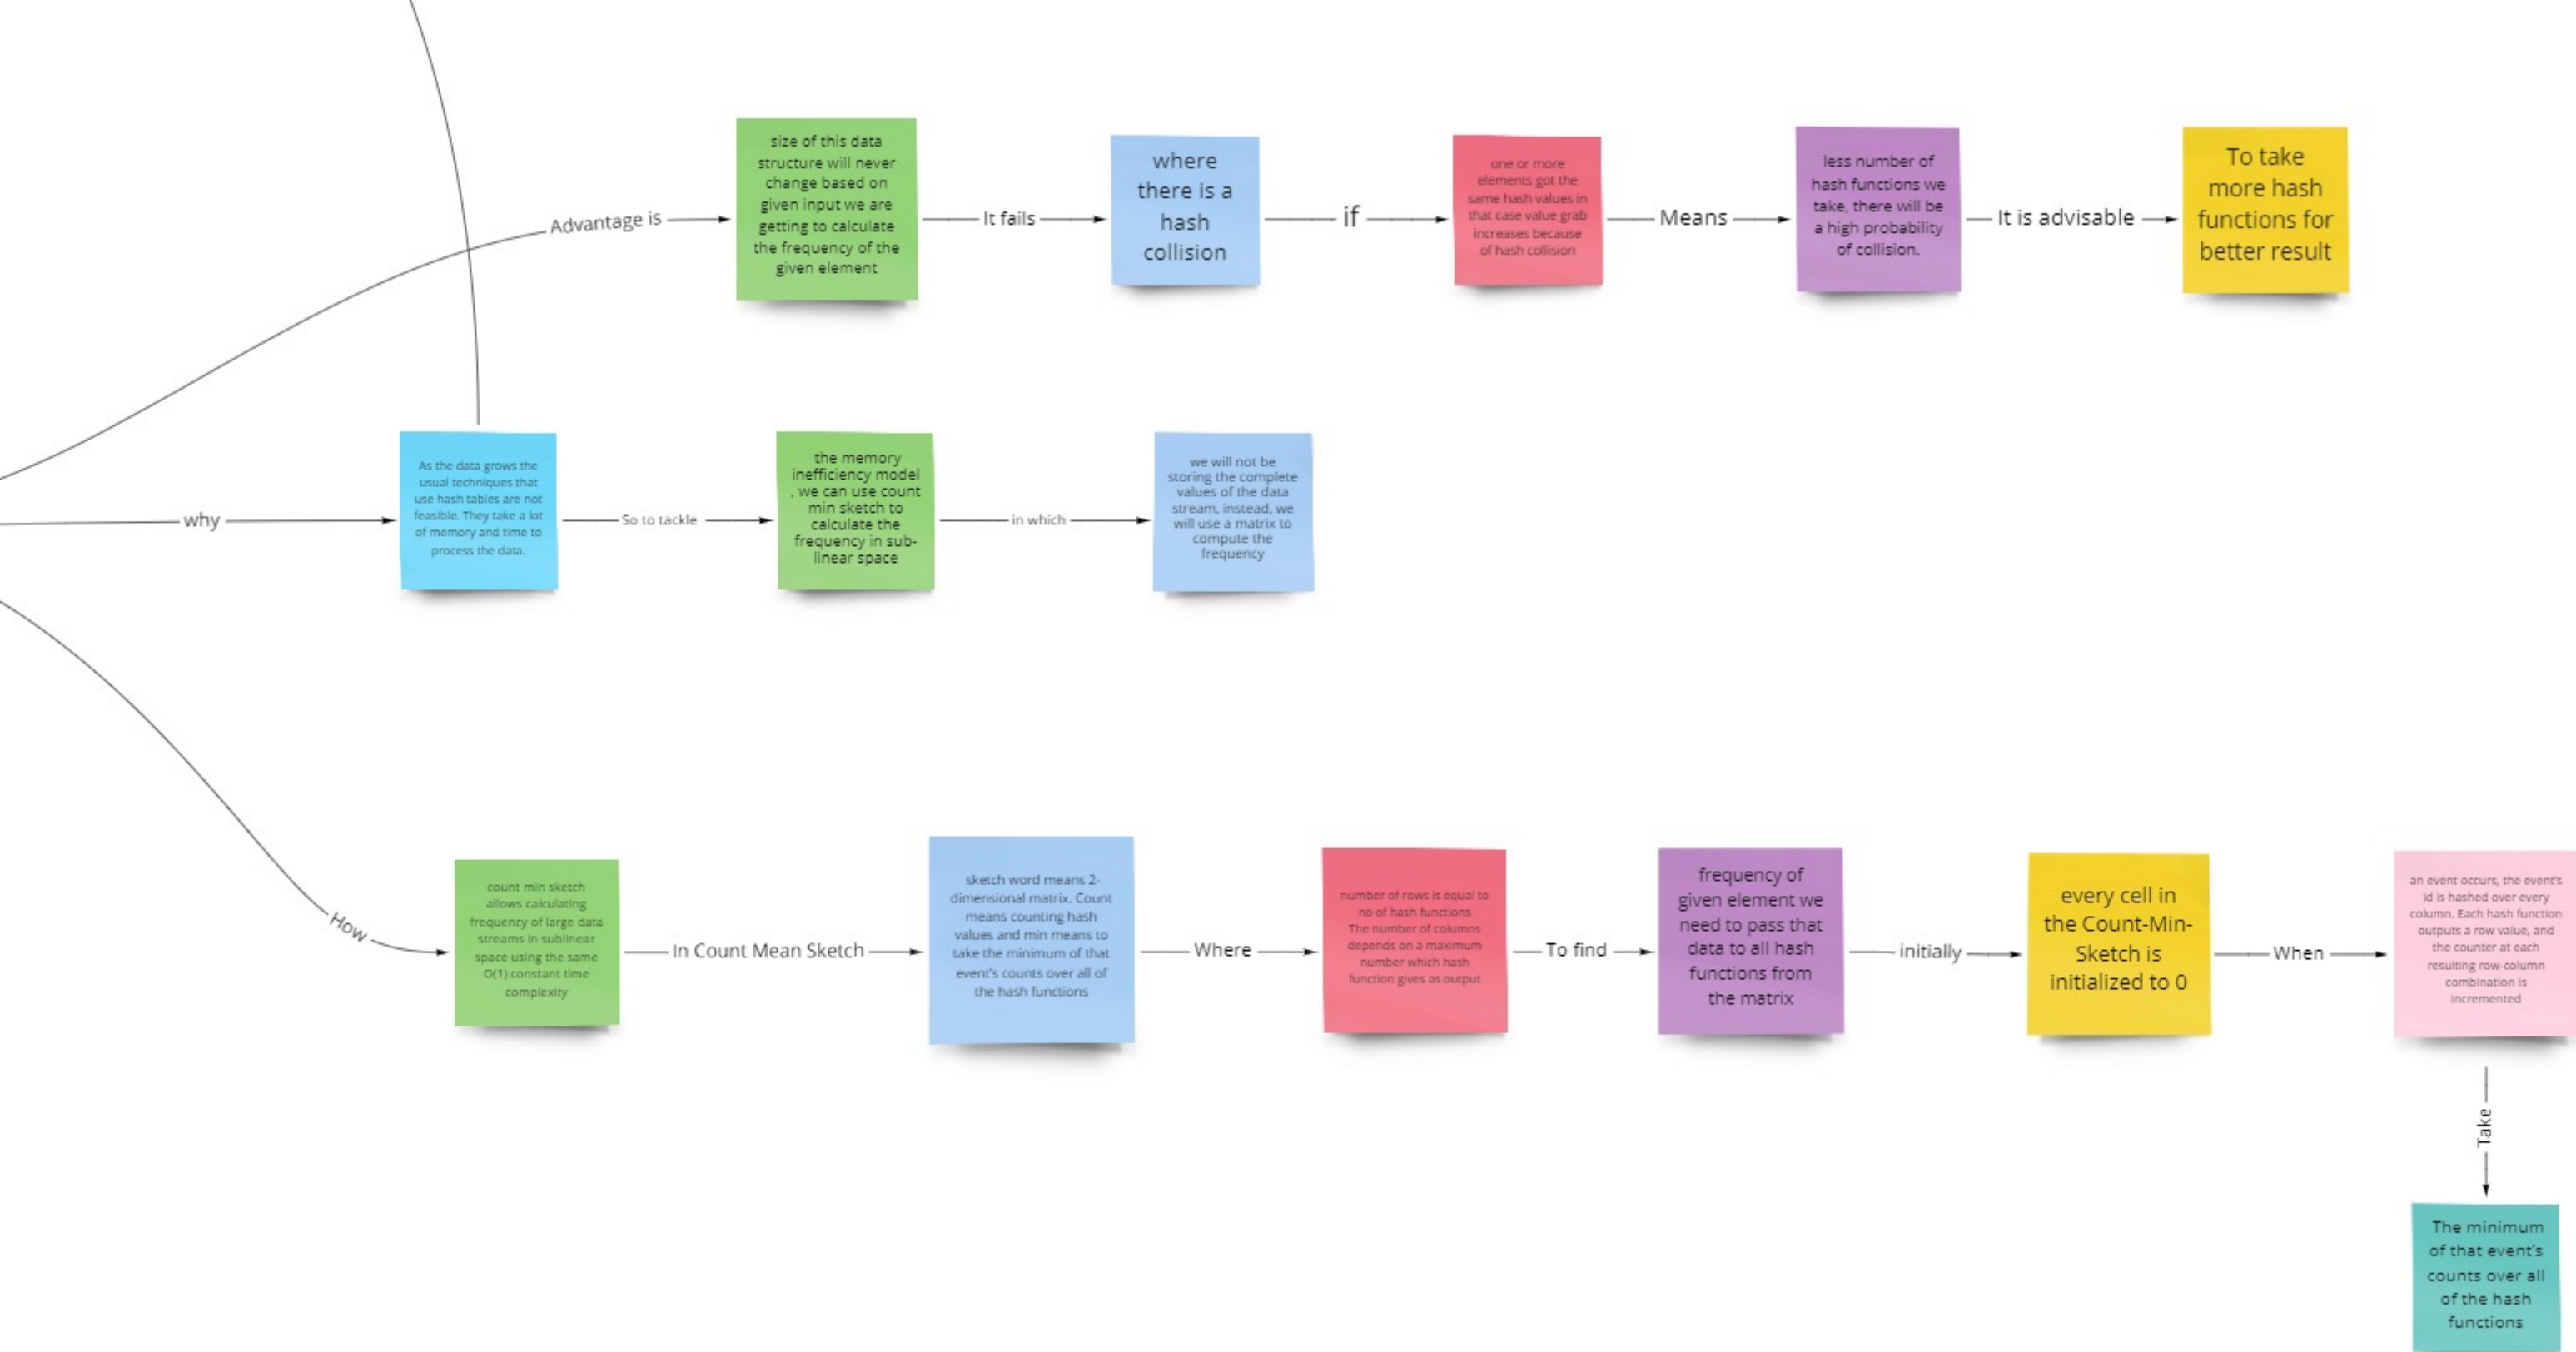 Advantage is
size of this data
structure will never
change based on
given input we are
getting to calculate
the frequency of the
given element
It fails
where
there is a
hash
collision
if
one or more
elements got the
same hash values in
that case value grab
increases because
of hash collision
Means
less number of
hash functions we
take, there will be
a high probability
of collision.
It is advisable
To take
more hash
functions for
better result
why
As the data grows the
usual techniques that
use hash tables are not
feasible. They take a lot
of memory and time to
process the data.
So to tackle
the memory
inefficiency model
, we can use count
min sketch to
calculate the
frequency in sub-
linear space
in which
we will not be
storing the complete
values of the data
stream, instead, we
will use a matrix to
compute the
frequency
How
count min sketch
allows calculating
frequency of large data
streams in sublinear
space using the same
O(1) constant time
complexity
In Count Mean Sketch
sketch word means 2-
dimensional matrix. Count
means counting hash
values and min means to
take the minimum of that
event's counts over all of
the hash functions
Where
number of rows is equal to
no of hash functions
The number of columns
depends on a maximum
number which hash
function gives as output
To find
frequency of
given element we
need to pass that
data to all hash
functions from
the matrix
initially
every cell in
the Count-Min-
Sketch is
initialized to 0
When
an event occurs, the event's
id is hashed over every
column. Each hash function
outputs a row value, and
the counter at each
resulting row-column
combination is
incremented
Take
The minimum
of that event's
counts over all
of the hash
functions